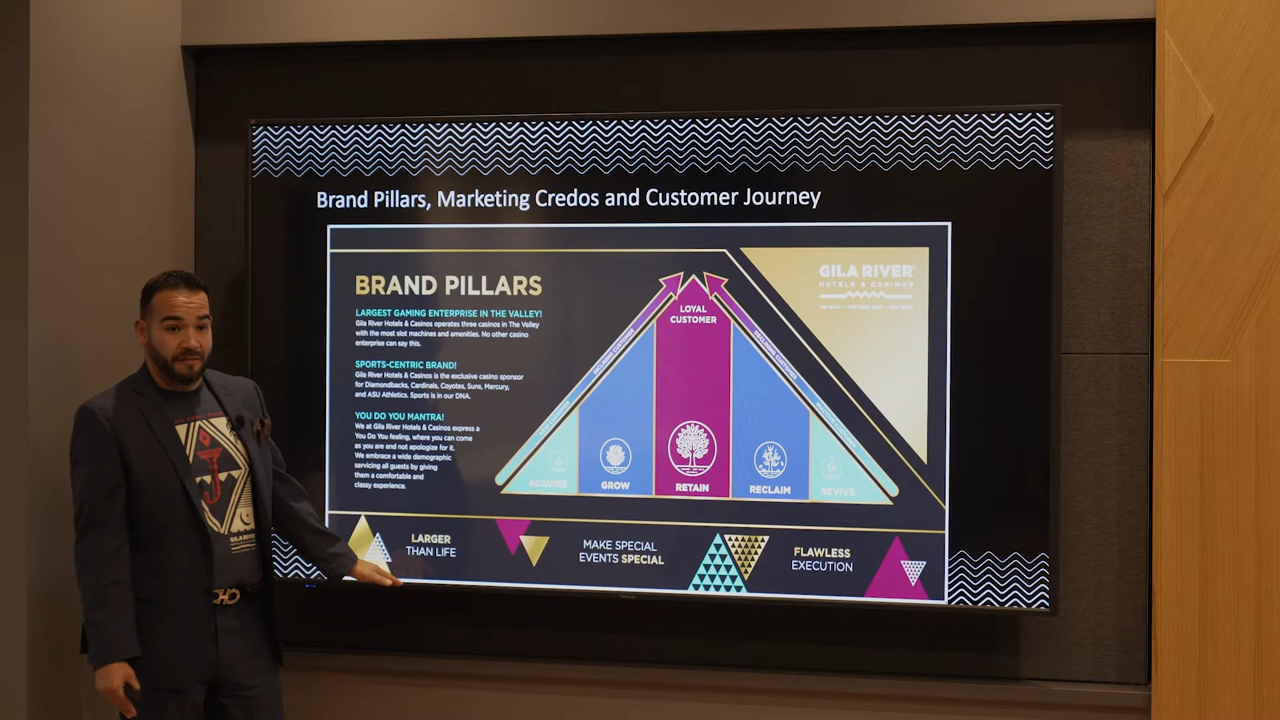 Brand Pillars, Marketing Credos and Customer Journey
BRAND PILLARS
LARGEST GAMING ENTERPRISE IN THE VALLEY!
Gila River Hotels & Casinos operates three casinos in The Valley
with the most slot machines and amenities. No other casino
enterprise can say this.
SPORTS-CENTRIC BRAND!
Gila River Hotels & Casinos is the exclusive casino sponsor
for Diamondbacks, Cardinals, Coyotes, Suns, Mercury,
and ASU Athletics. Sports is in our DNA.
YOU DO YOU MANTRA!
We at Gila River Hotels & Casinos express a
You Do You feeling, where you can come
as you are and not apologize for it.
We embrace a wide demographic
servicing all guests by giving
them a comfortable and
classy experience.
GILA RIVER
HOTELS & CASINOS
LOYAL
CUSTOMER
INCLINING CUSTOMER
DECLINING CUSTOMER
ACQUIRE
GROW
RETAIN
RECLAIM
REVIVE
LARGER
THAN LIFE
MAKE SPECIAL
EVENTS SPECIAL
FLAWLESS
EXECUTION
GILA RIVER